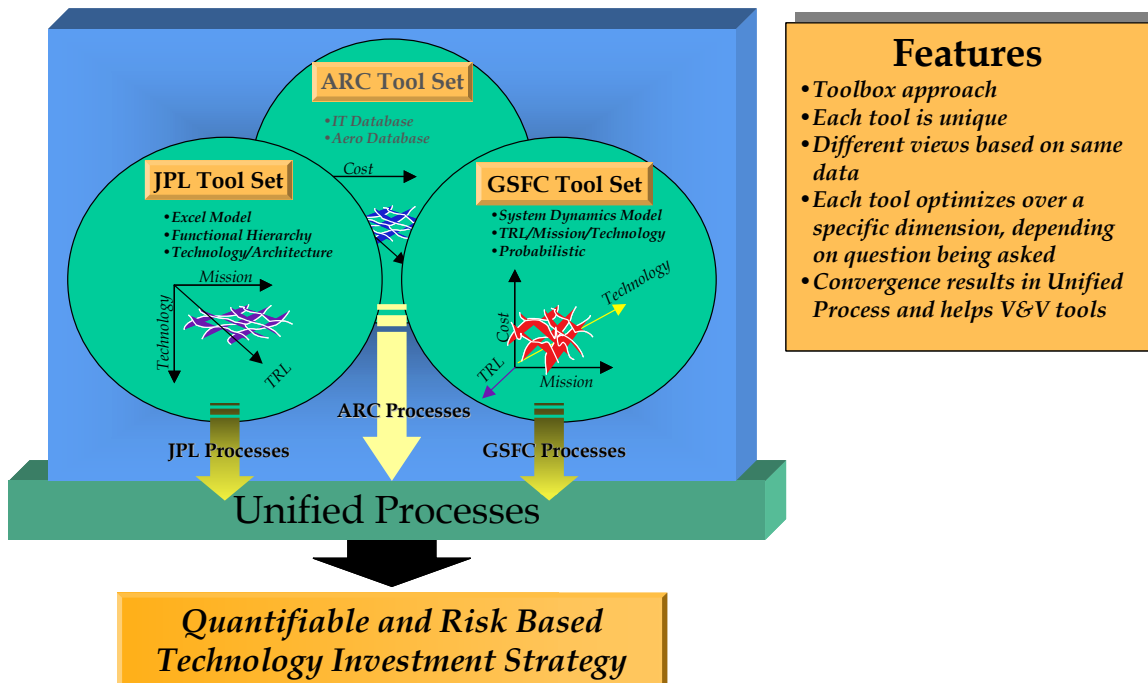 ARC Tool Set
•IT Database
•Aero Database
Cost
JPL Tool Set
•Excel Model
•Functional Hierarchy
•Technology/Architecture
Mission
Technology
TRL
GSFC Tool Set
•System Dynamics Model
•TRL/Mission/Technology
•Probabilistic
Technology
Cost
TRL
Mission
ARC Processes
JPL Processes
GSFC Processes
Unified Processes
Quantifiable and Risk Based
Technology Investment Strategy
Features
•Toolbox approach
•Each tool is unique
•Different views based on same
data
•Each tool optimizes over a
specific dimension, depending
on question being asked
•Convergence results in Unified
Process and helps V&V tools